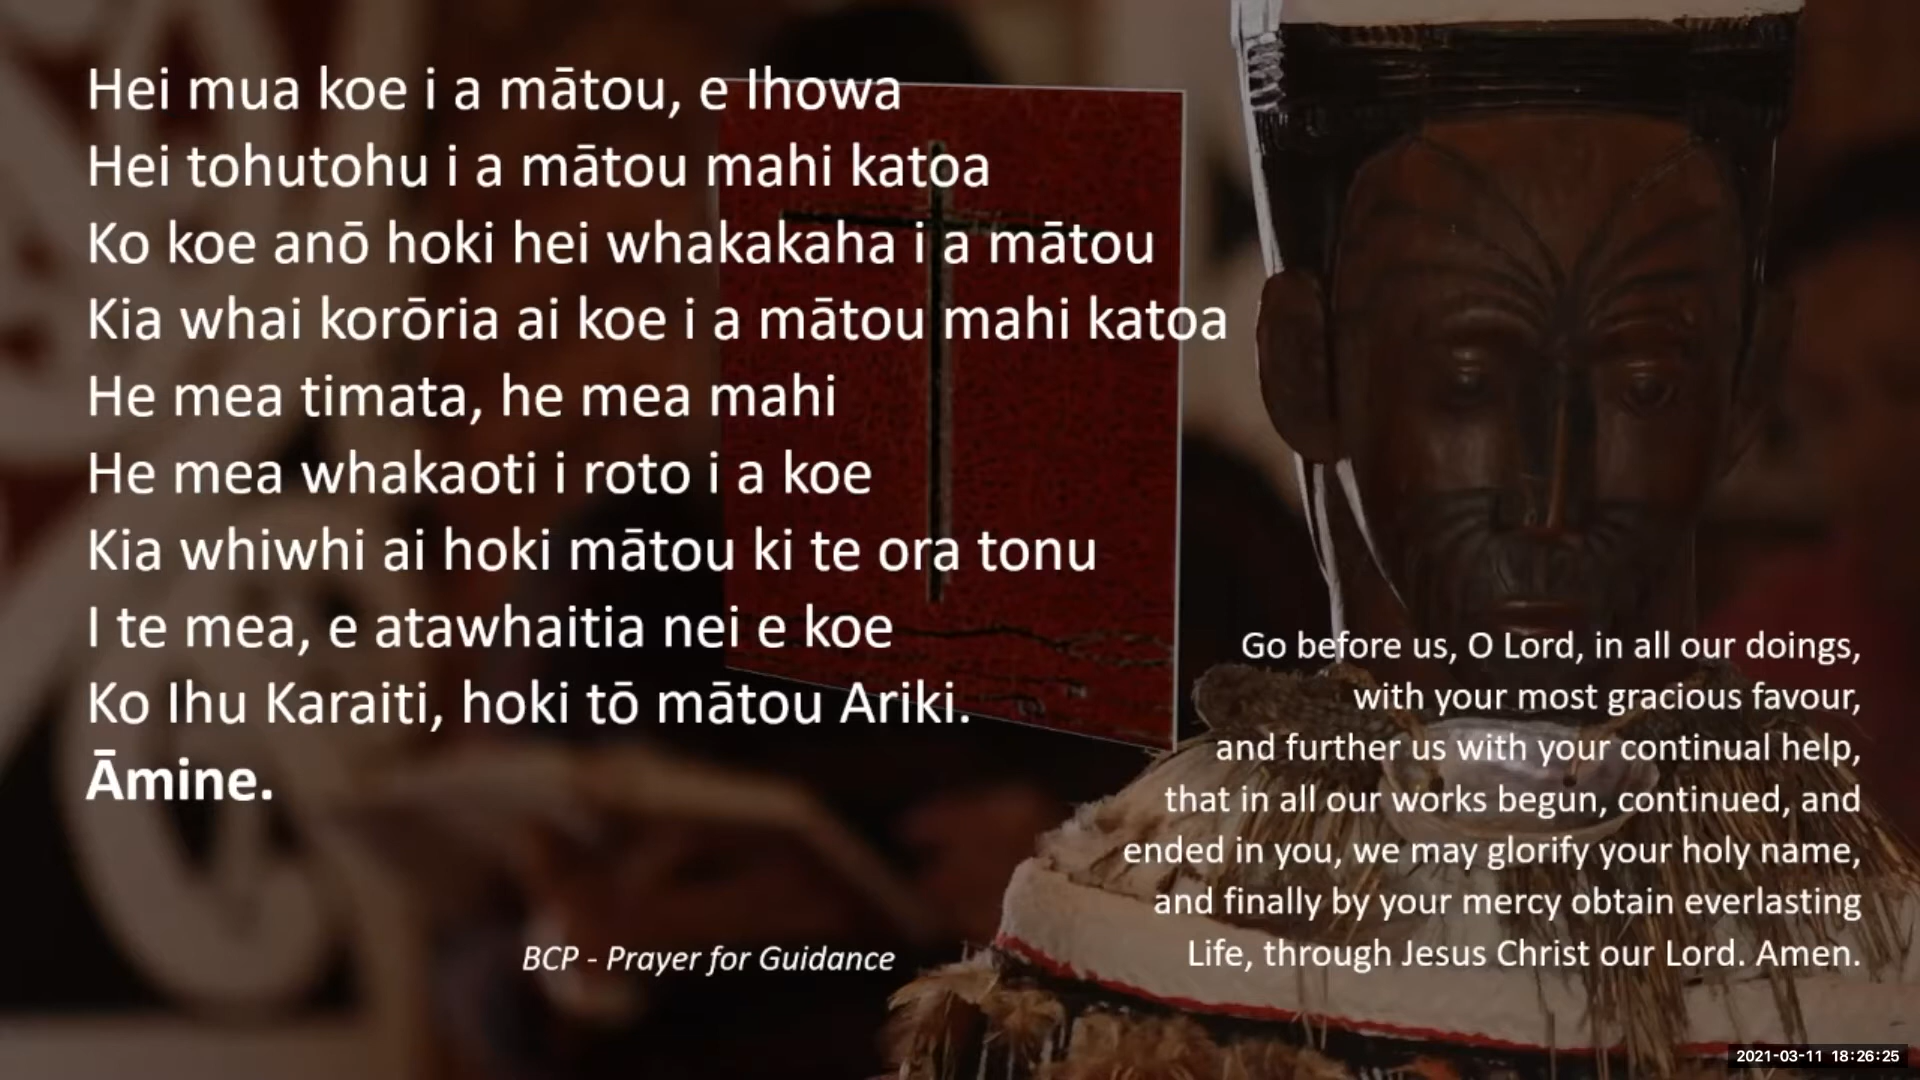 Hei mua koe i a mātou, e Ihowa
Hei tohutohu i a mātou mahi katoa
Ko koe anō hoki hei whakakaha i a mātou
Kia whai korōria ai koe i a mātou mahi katoa
He mea timata, he mea mahi
He mea whakaoti i roto i a koe
Kia whiwhi ai hoki mātou ki te ora tonu
I te mea, e atawhaitia nei e koe
Ko Ihu Karaiti, hoki tō mātou Ariki.
Āmine.
BCP - Prayer for Guidance
Go before us, O Lord, in all our doings,
with your most gracious favour,
and further us with your continual help,
that in all our works begun, continued, and
ended in you, we may glorify your holy name,
and finally by your mercy obtain everlasting
Life, through Jesus Christ our Lord. Amen.
2021-03-11 18:26:25